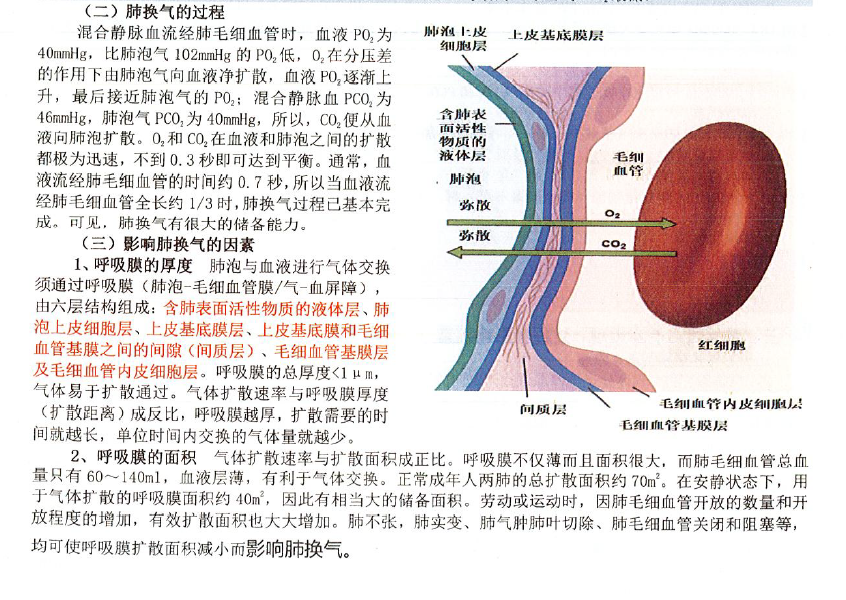 （二）肺换气的过程
混合静脉血流经肺毛细血管时，血液 PO₂为
40mmHg，比肺泡气 102mmHg 的 PO₂低，O₂在分压差
的作用下由肺泡气向血液净扩散，血液 PO₂逐渐上
升，最后接近肺泡气的 PO₂；混合静脉血 PCO₂为
46mmHg，肺泡气 PCO₂为 40mmHg，所以，CO₂便从血
液向肺泡扩散。O₂和 CO₂在血液和肺泡之间的扩散
都极为迅速，不到 0.3 秒即可达到平衡。通常，血
液流经肺毛细血管的时间约 0.7 秒，所以当血液流
经肺毛细血管全长约 1/3 时，肺换气过程已基本完
成。可见，肺换气有很大的储备能力。
（三）影响肺换气的因素
1、呼吸膜的厚度 肺泡与血液进行气体交换
须通过呼吸膜（肺泡-毛细血管膜/气-血屏障），
由六层结构组成：含肺表面活性物质的液体层、肺
泡上皮细胞层、上皮基底膜层、上皮基底膜和毛细
血管基膜之间的间隙（间质层）、毛细血管基膜层
及毛细血管内皮细胞层。呼吸膜的总厚度<1μm，
气体易于扩散通过。气体扩散速率与呼吸膜厚度
（扩散距离）成反比，呼吸膜越厚，扩散需要的时
间就越长，单位时间内交换的气体量就越少。
肺泡上皮
细胞层
上皮基底膜层
含肺表
面活性
物质的
液体层
肺泡
毛细
血管
弥散
O₂
弥散
CO₂
红细胞
间质层
毛细血管内皮细胞层
毛细血管基膜层
2、呼吸膜的面积 气体扩散速率与扩散面积成正比。呼吸膜不仅薄而且面积很大，而肺毛细血管总血
量只有 60～140ml，血液层薄，有利于气体交换。正常成年人两肺的总扩散面积约 70m²。在安静状态下，用
于气体扩散的呼吸膜面积约 40m²，因此有相当大的储备面积。劳动或运动时，因肺毛细血管开放的数量和开
放程度的增加，有效扩散面积也大大增加。肺不张，肺实变、肺气肿肺叶切除、肺毛细血管关闭和阻塞等，
均可使呼吸膜扩散面积减小而影响肺换气。